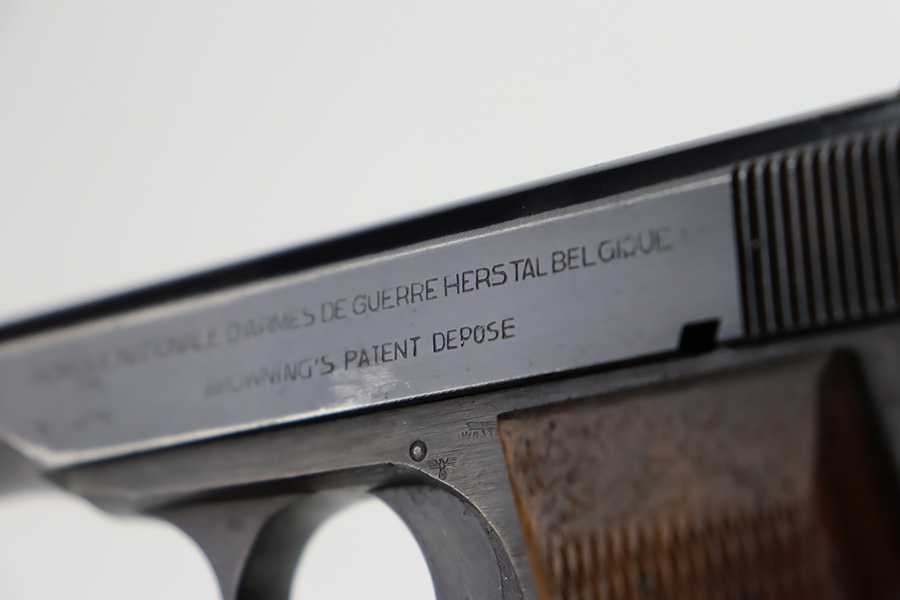 NATIONALE D'ARMES DE GUERRE HERSTAL BELGIQUE
BROWNING'S PATENT DEPOSE